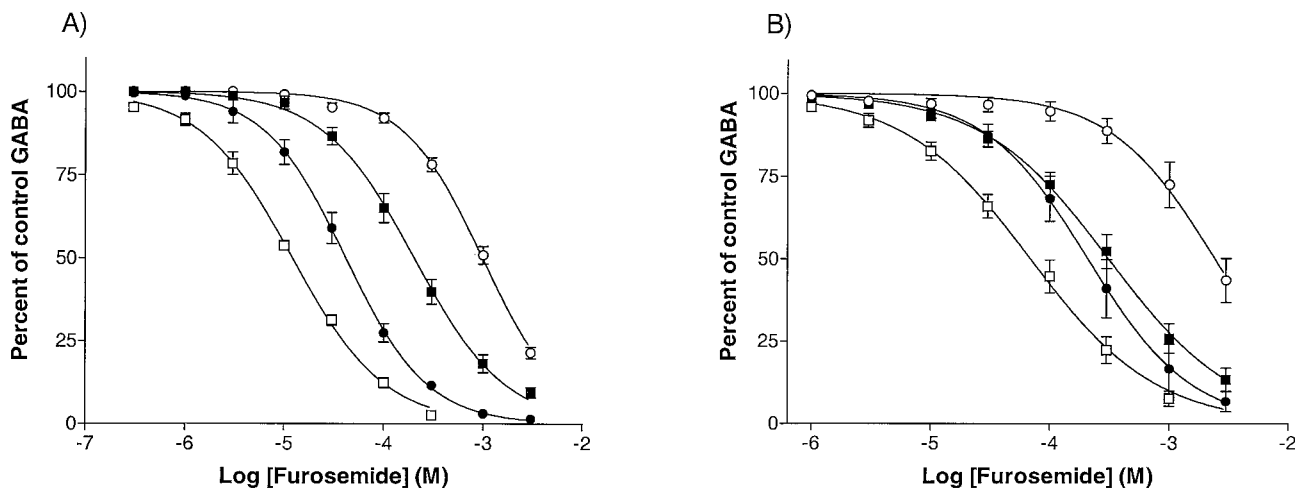 A)
Percent of control GABA
100
75
50
25
0
-7 -6 -5 -4 -3 -2
Log [Furosemide] (M)
B)
Percent of control GABA
100
75
50
25
0
-6 -5 -4 -3 -2
Log [Furosemide] (M)